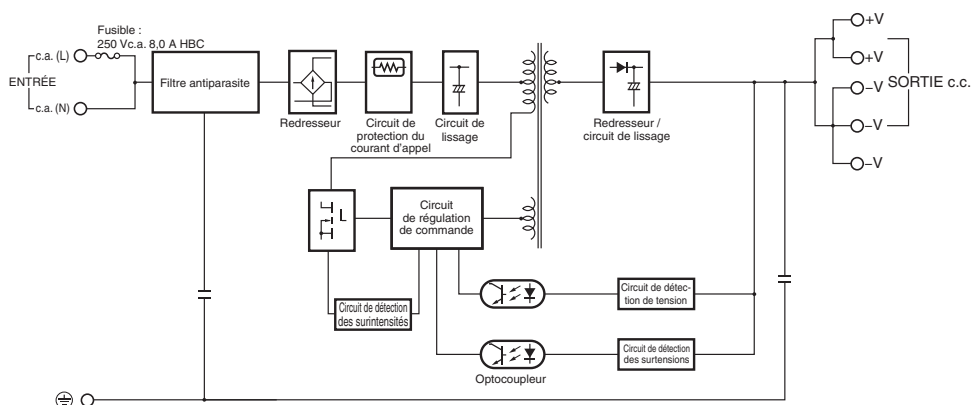 Fusible :
250 Vc.a. 8,0 A HBC
c.a. (L)
ENTRÉE
c.a. (N)
Filtre antiparasite
Redresseur
Circuit de
protection du
courant d'appel
Circuit de
lissage
Redresseur /
circuit de lissage
+V
+V
–V
SORTIE c.c.
–V
–V
Circuit
de régulation
de commande
Circuit de détection
des surintensités
Circuit de détec-
tion de tension
Circuit de détection
des surtensions
Optocoupleur